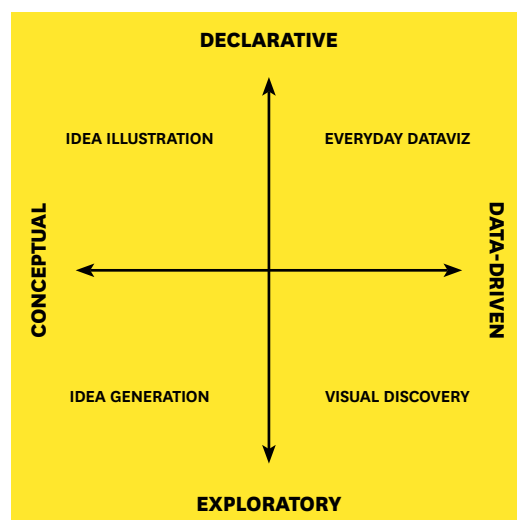 DECLARATIVE
IDEA ILLUSTRATION
EVERYDAY DATAVIZ
CONCEPTUAL
DATA-DRIVEN
IDEA GENERATION
VISUAL DISCOVERY
EXPLORATORY